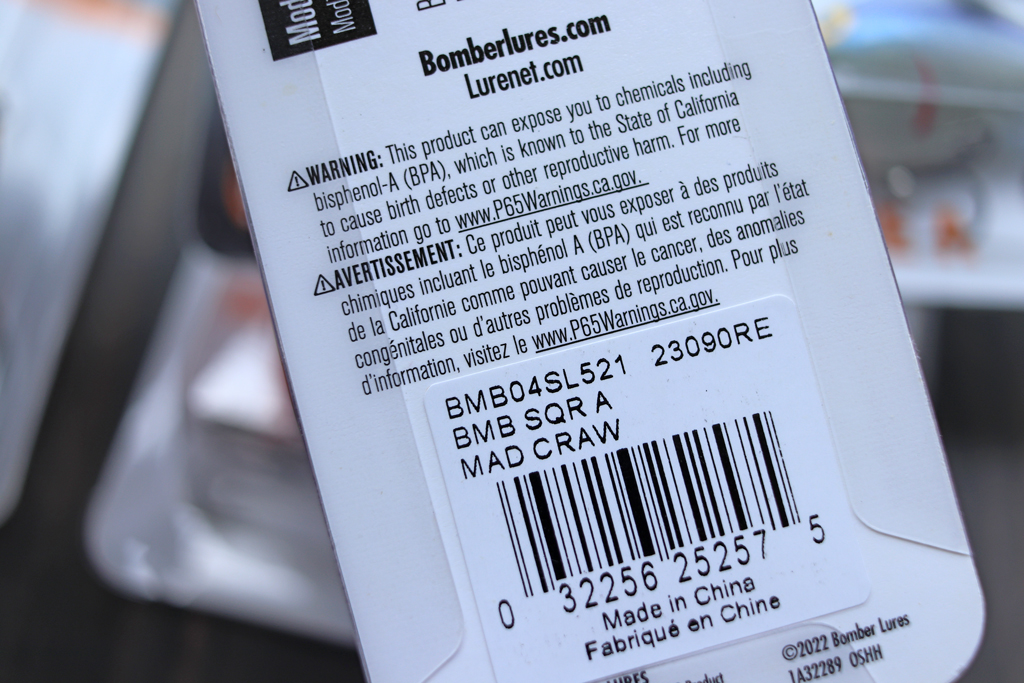 Bomberlures.com
Lurenet.com
⚠WARNING: This product can expose you to chemicals including
bisphenol-A (BPA), which is known to the State of California
to cause birth defects or other reproductive harm. For more
information go to www.P65Warnings.ca.gov.
⚠AVERTISSEMENT: Ce produit peut vous exposer à des produits
chimiques incluant le bisphénol A (BPA) qui est reconnu par l'état
de la Californie comme pouvant causer le cancer, des anomalies
congénitales ou d'autres problèmes de reproduction. Pour plus
d'information, visitez le www.P65Warnings.ca.gov.
BMB04SL521 23090RE
BMB SQR A
MAD CRAW
0 32256 25257 5
Made in China
Fabriqué en Chine
©2022 Bomber Lures
1A32289 OSHH